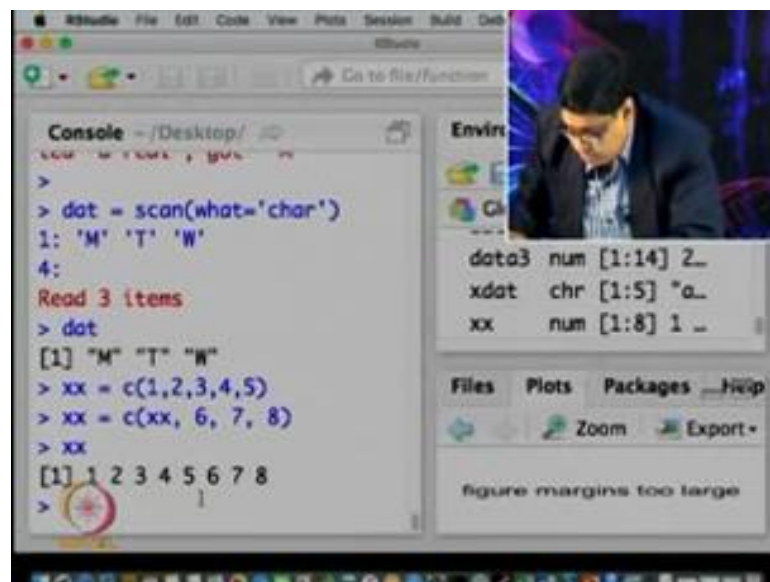 RStudio File Edit Code View Plots Session Build Deb
RStudio
Go to file/function
Console ~/Desktop/
>
> dat = scan(what='char')
1: 'M' 'T' 'W'
4:
Read 3 items
> dat
[1] "M" "T" "W"
> xx = c(1,2,3,4,5)
> xx = c(xx, 6, 7, 8)
> xx
[1] 1 2 3 4 5 6 7 8
>
Enviro
data3 num [1:14] 2…
xdat chr [1:5] "a…
xx num [1:8] 1 …
Files Plots Packages Help
Zoom Export
figure margins too large